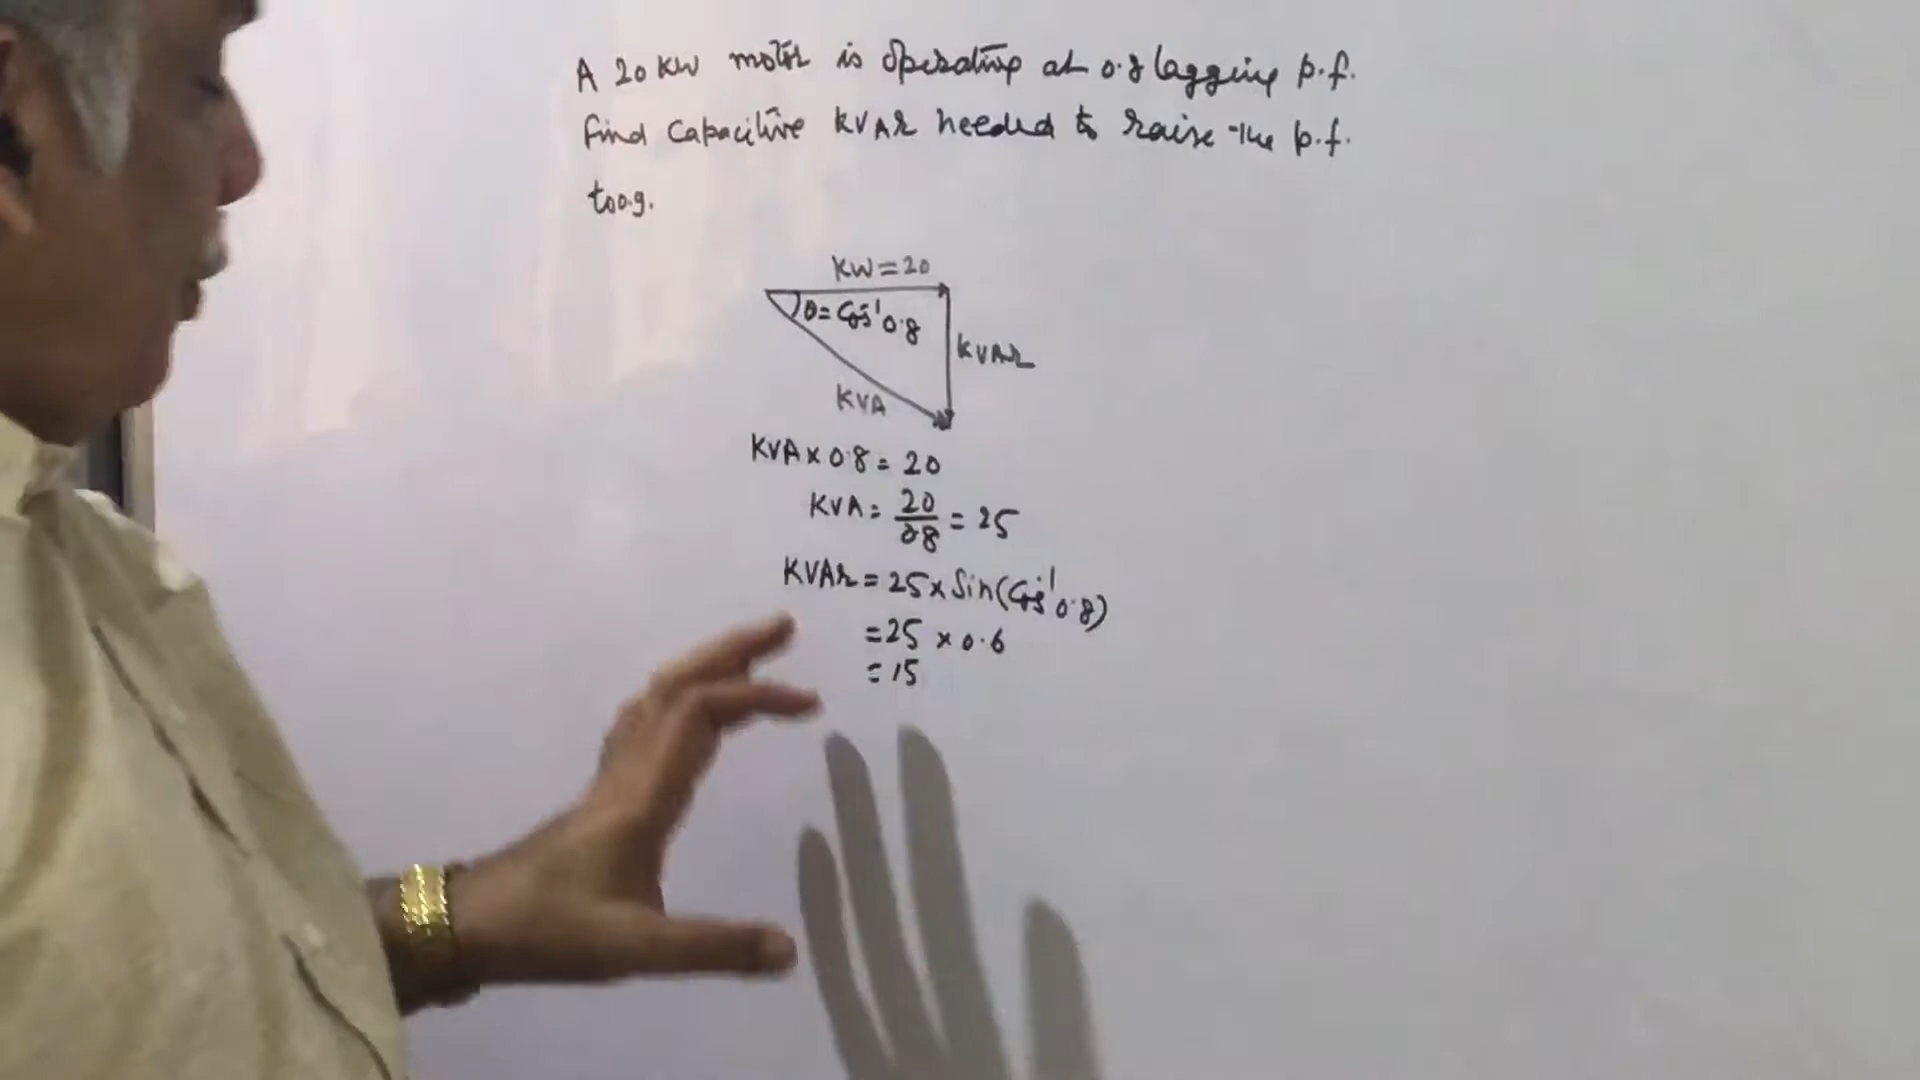 A 20 KW motor is operating at 0.8 lagging p.f.
find capacitive KVAR needed to raise the p.f.
to 0.9.
KW = 20
θ = Cos⁻¹ 0.8
KVAR
KVA
KVA x 0.8 = 20
KVA = 20/0.8 = 25
KVAR = 25 x Sin(Cos⁻¹ 0.8)
= 25 x 0.6
= 15